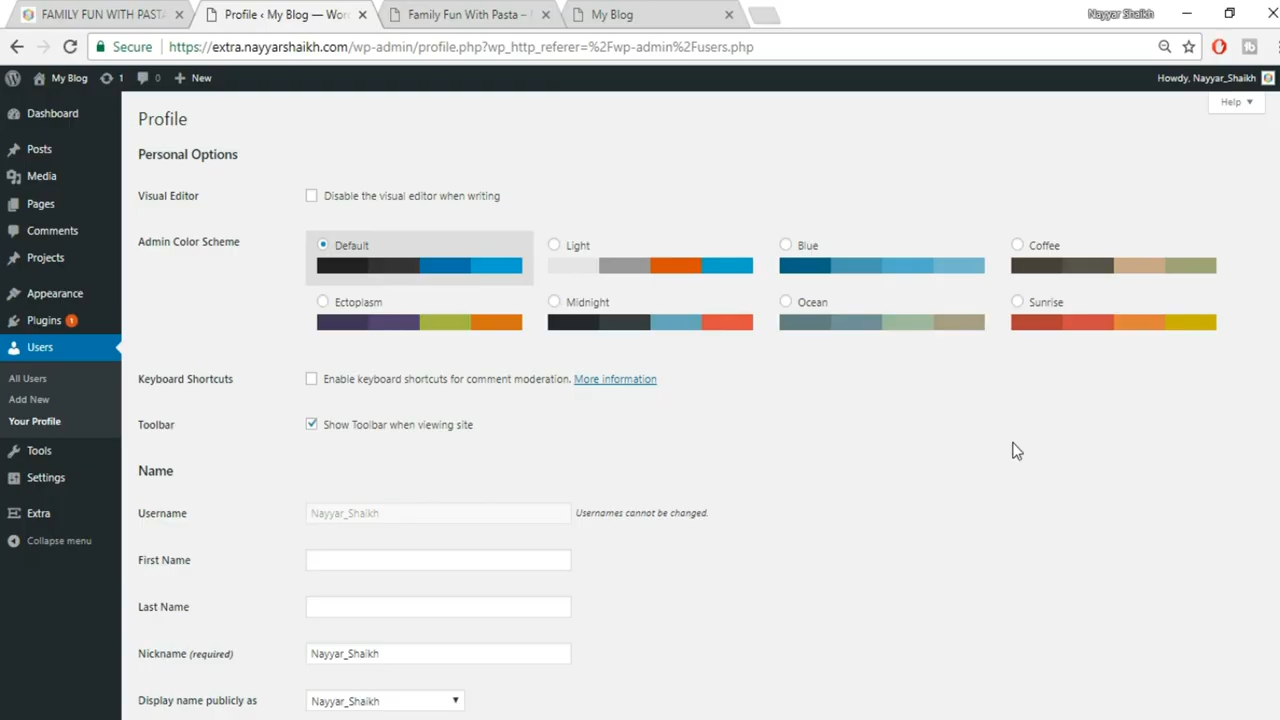 FAMILY FUN WITH PASTA
Profile ‹ My Blog — Wor
Family Fun With Pasta –
My Blog
Nayyar Shaikh
Secure
https://extra.nayyarshaikh.com/wp-admin/profile.php?wp_http_referer=%2Fwp-admin%2Fusers.php
My Blog
1
0
New
Howdy, Nayyar_Shaikh
Help
Dashboard
Posts
Media
Pages
Comments
Projects
Appearance
Plugins 1
Users
All Users
Add New
Your Profile
Tools
Settings
Extra
Collapse menu
Profile
Personal Options
Visual Editor
Disable the visual editor when writing
Admin Color Scheme
Default
Light
Blue
Coffee
Ectoplasm
Midnight
Ocean
Sunrise
Keyboard Shortcuts
Enable keyboard shortcuts for comment moderation. More information
Toolbar
Show Toolbar when viewing site
Name
Username
Nayyar_Shaikh
Usernames cannot be changed.
First Name
Last Name
Nickname (required)
Nayyar_Shaikh
Display name publicly as
Nayyar_Shaikh